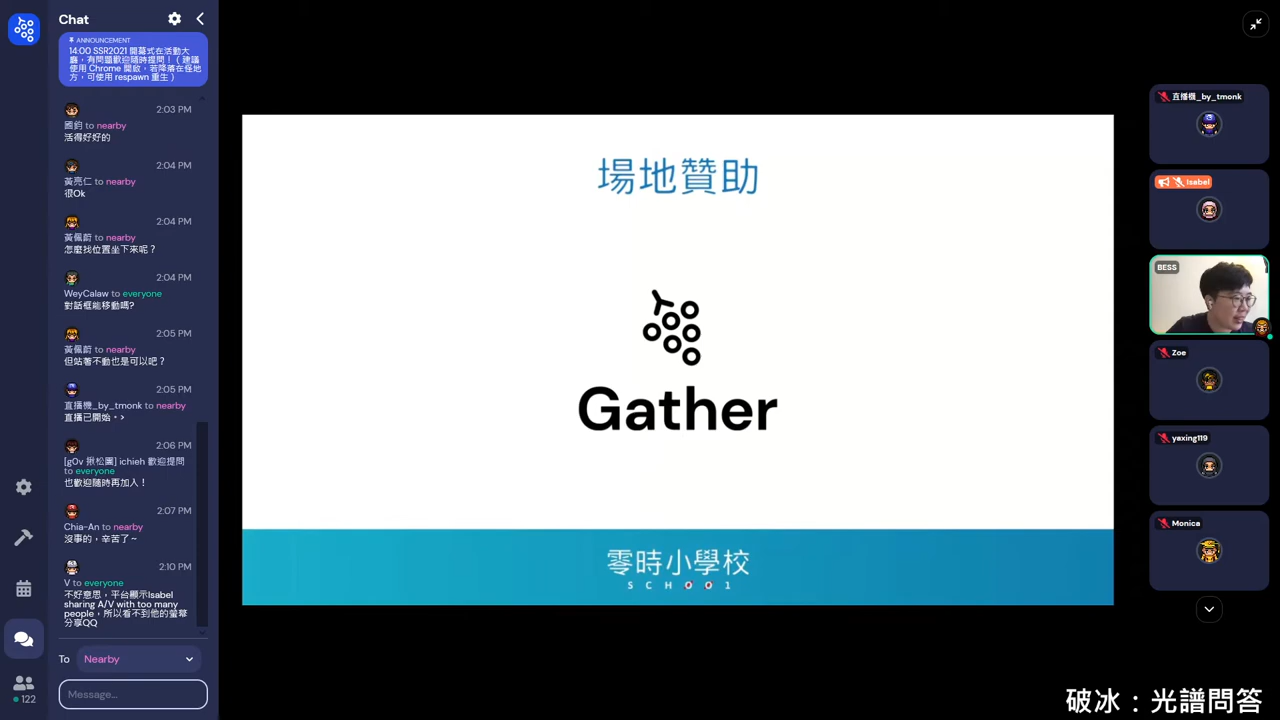 Chat
ANNOUNCEMENT
14:00 SSR2021 開幕式在活動大
廳，有問題歡迎隨時提問！（建議
使用 Chrome 開啟，若降落在怪地
方，可使用 respawn 重生）
2:03 PM
國鈞 to nearby
活得好好的
2:04 PM
黃亮仁 to nearby
很Ok
2:04 PM
黃佩蔚 to nearby
怎麼找位置坐下來呢？
2:04 PM
WeyCalaw to everyone
對話框能移動嗎?
2:05 PM
黃佩蔚 to nearby
但站著不動也是可以吧？
2:05 PM
直播機_by_tmonk to nearby
直播已開始・>
2:06 PM
[g0v 揪松團] ichieh 歡迎提問
to everyone
也歡迎隨時再加入！
2:07 PM
Chia-An to nearby
沒事的，辛苦了～
2:10 PM
V to everyone
不好意思，平台顯示Isabel
sharing A/V with too many
people，所以看不到他的螢幕
分享QQ
To Nearby
Message...
122
場地贊助
Gather
零時小學校
SCHOO1
直播機_by_tmonk
Isabel
BESS
Zoe
yaxing119
Monica
破冰：光譜問答